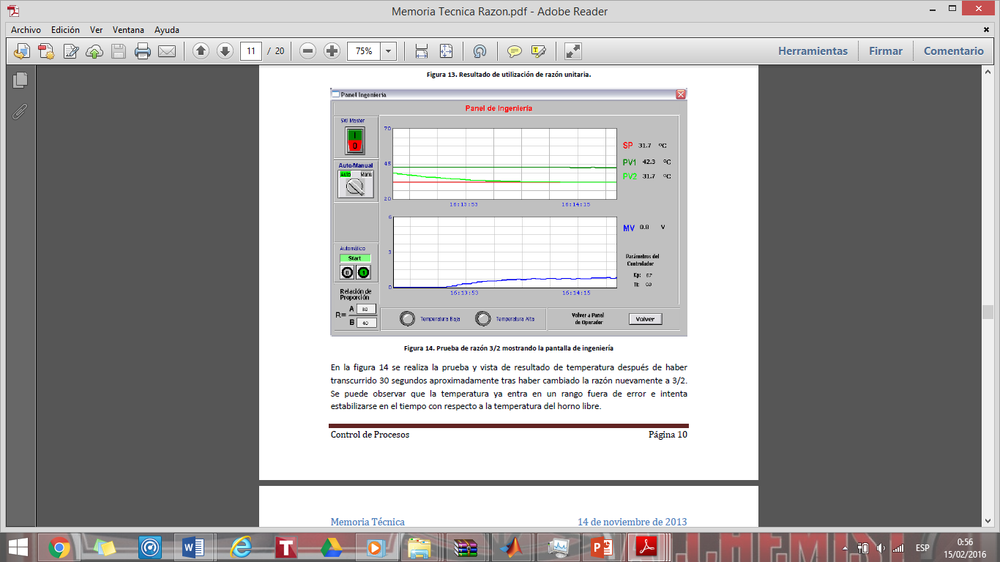 Memoria Tecnica Razon.pdf - Adobe Reader
Archivo Edición Ver Ventana Ayuda
11 / 20 75% Herramientas Firmar Comentario
Figura 13. Resultado de utilización de razón unitaria.
Panel Ingeniería
Panel de Ingeniería
SW Master
I
0
Auto/Manual
Auto Manu
Automático
Start
0 1
Relación de
Proporción
R= A
B 40
70
45
20
16:13:53 16:14:15
SP 31.7 ºC
PV1 42.3 ºC
PV2 31.7 ºC
6
3
0
16:13:53 16:14:15
MV 0.8 V
Parámetros del
Controlador
Kp:
Ti:
Temperatura Baja Temperatura Alta
Volver a Panel
de Operador
Volver
Figura 14. Prueba de razón 3/2 mostrando la pantalla de ingeniería
En la figura 14 se realiza la prueba y vista de resultado de temperatura después de haber
transcurrido 30 segundos aproximadamente tras haber cambiado la razón nuevamente a 3/2.
Se puede observar que la temperatura ya entra en un rango fuera de error e intenta
estabilizarse en el tiempo con respecto a la temperatura del horno libre.
Control de Procesos Página 10
Memoria Técnica 14 de noviembre de 2013
ESP
0:56
15/02/2016